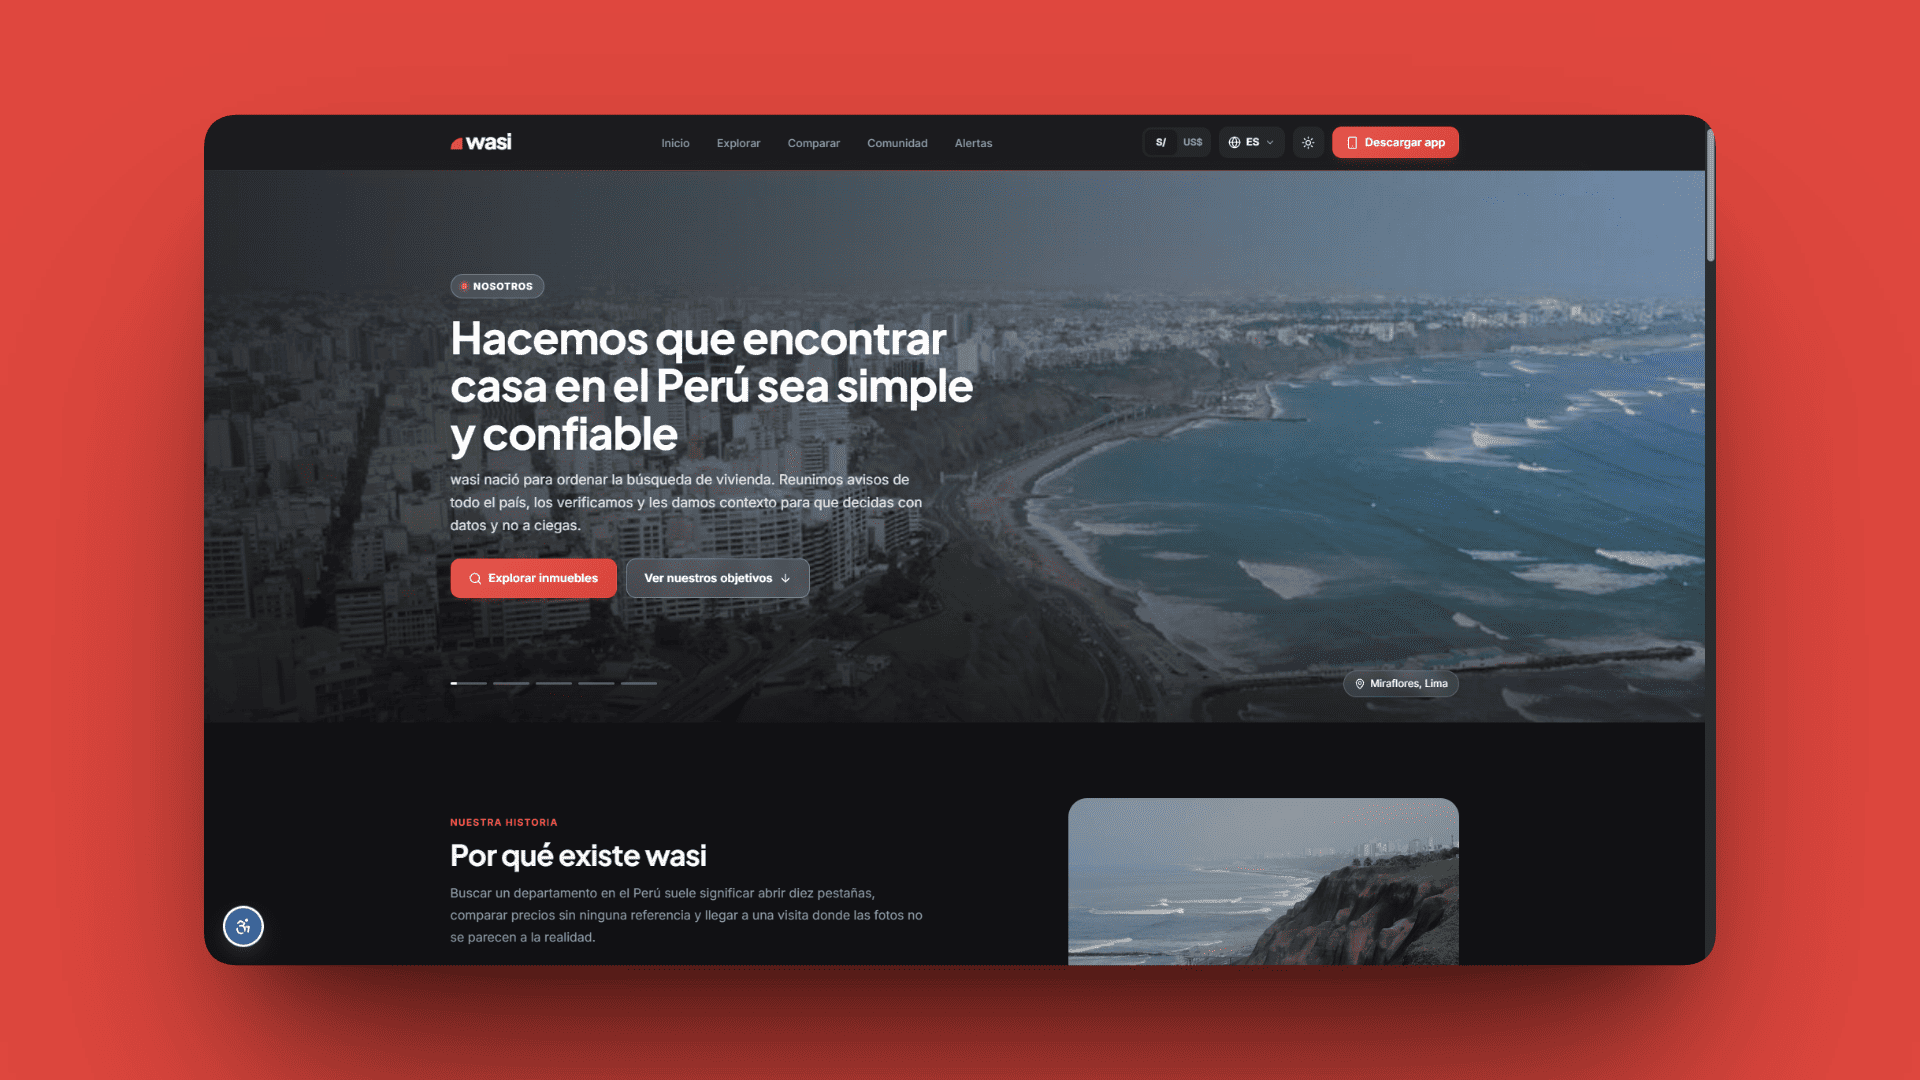 wasi
Inicio
Explorar
Comparar
Comunidad
Alertas
S/
US$
ES
Descargar app
NOSOTROS
Hacemos que encontrar
casa en el Perú sea simple
y confiable
wasi nació para ordenar la búsqueda de vivienda. Reunimos avisos de
todo el país, los verificamos y les damos contexto para que decidas con
datos y no a ciegas.
Explorar inmuebles
Ver nuestros objetivos
Miraflores, Lima
NUESTRA HISTORIA
Por qué existe wasi
Buscar un departamento en el Perú suele significar abrir diez pestañas,
comparar precios sin ninguna referencia y llegar a una visita donde las fotos no
se parecen a la realidad.